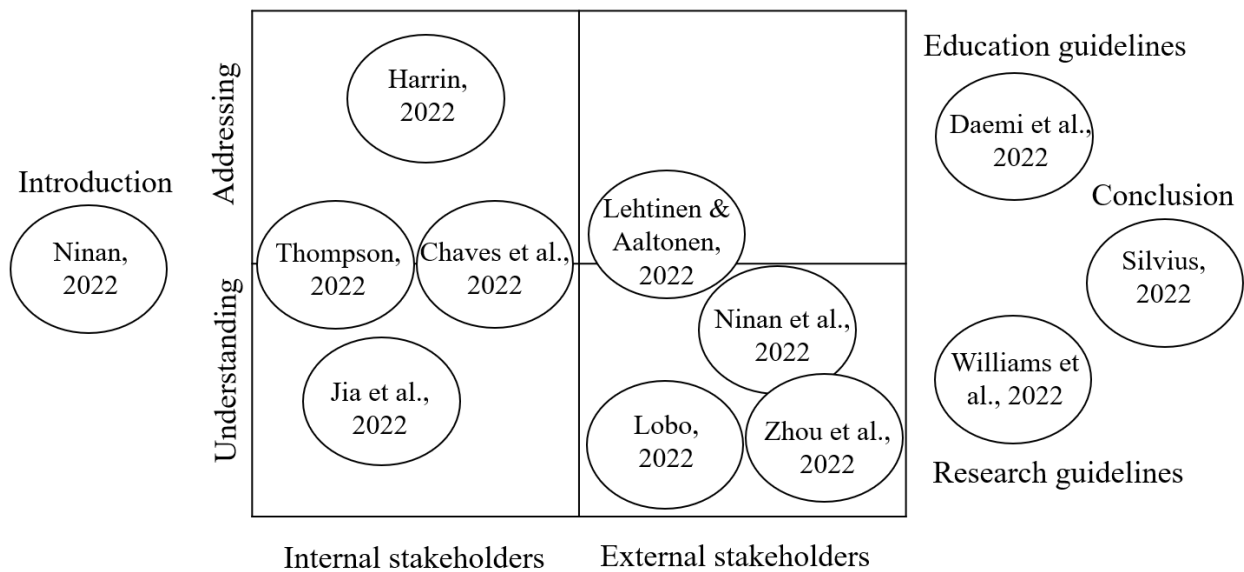 Introduction
Ninan,
2022
Addressing
Understanding
Harrin,
2022
Thompson,
2022
Chaves et al.,
2022
Jia et al.,
2022
Lehtinen &
Aaltonen,
2022
Ninan et al.,
2022
Lobo,
2022
Zhou et al.,
2022
Internal stakeholders
External stakeholders
Education guidelines
Daemi et al.,
2022
Conclusion
Silvius,
2022
Williams et
al., 2022
Research guidelines